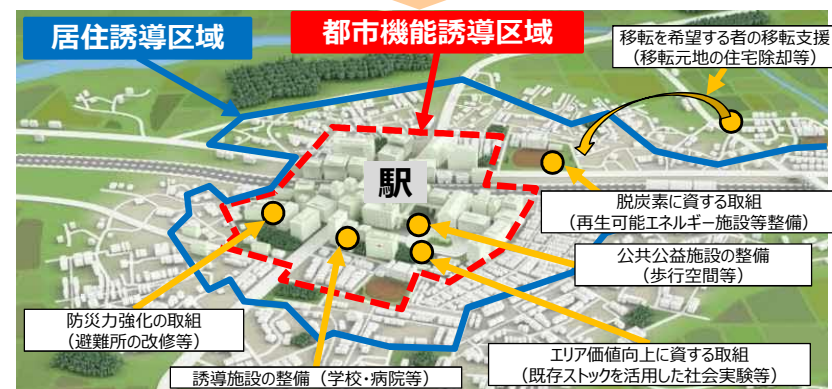 居住誘導区域
都市機能誘導区域
移転を希望する者の移転支援
（移転元地の住宅除却等）
駅
脱炭素に資する取組
（再生可能エネルギー施設等整備）
公共公益施設の整備
（歩行空間等）
防災力強化の取組
（避難所の改修等）
エリア価値向上に資する取組
（既存ストックを活用した社会実験等）
誘導施設の整備（学校・病院等）